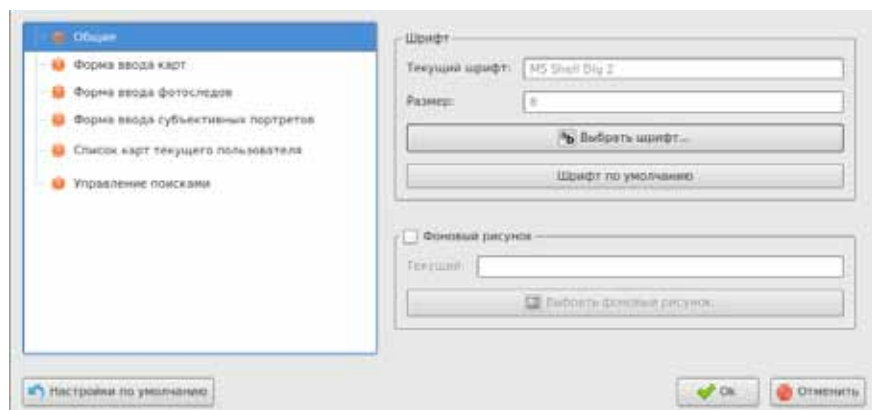 Общие
Форма ввода карт
Форма ввода фотоследов
Форма ввода субъективных портретов
Список карт текущего пользователя
Управление поисками
Шрифт
Текущий шрифт: MS Shell Dlg 2
Размер: 8
Выбрать шрифт...
Шрифт по умолчанию
Фоновый рисунок
Текущий:
Выбрать фоновый рисунок...
Настройки по умолчанию
Ok
Отменить